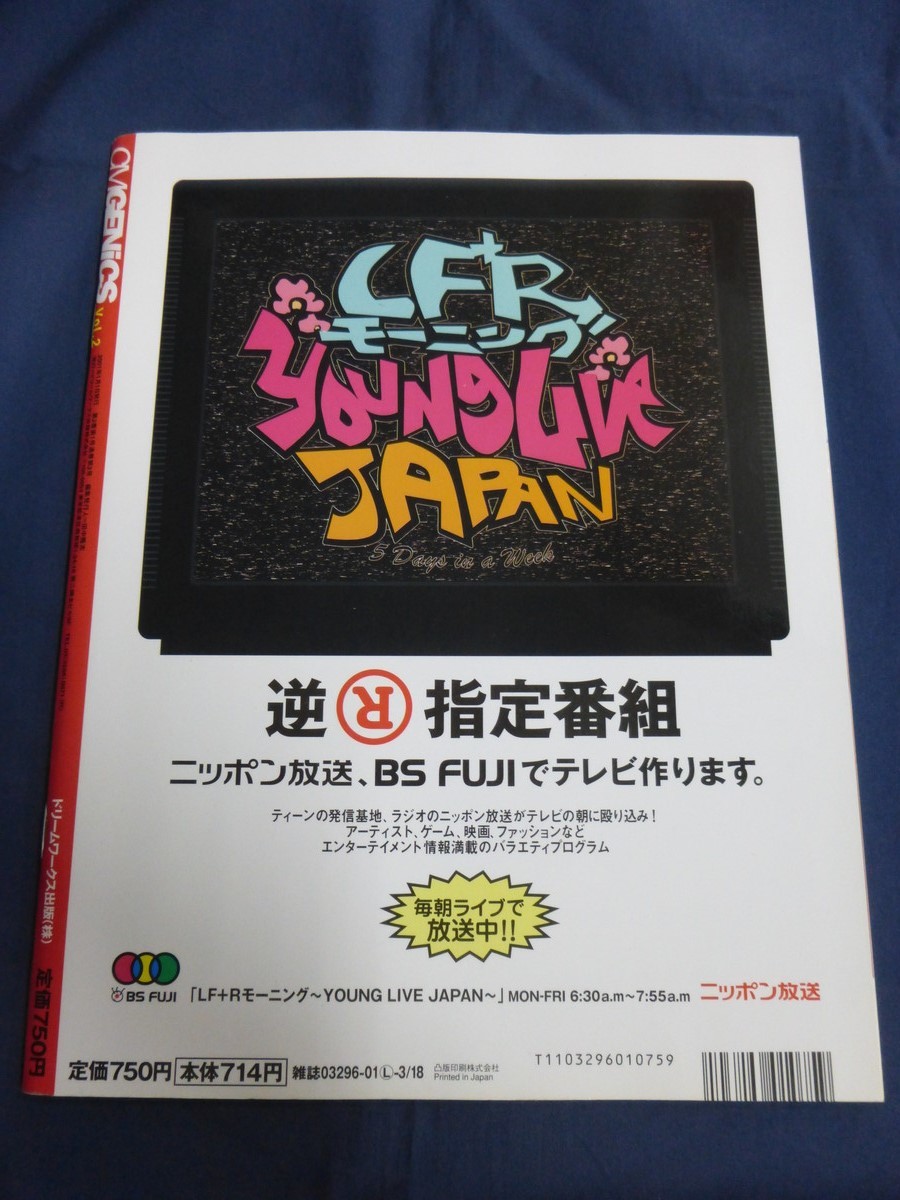 OMGENiCS Vol. 2
LF+R
モーニング
YOUNG LIVE
JAPAN
5 Days in a Week
逆Ⓡ指定番組
ニッポン放送、BS FUJIでテレビ作ります。
ティーンの発信基地、ラジオのニッポン放送がテレビの朝に殴り込み!
アーティスト、ゲーム、映画、ファッションなど
エンターテイメント情報満載のバラエティプログラム
毎朝ライブで
放送中!!
BS FUJI 「LF+Rモーニング〜YOUNG LIVE JAPAN〜」 MON-FRI 6:30a.m〜7:55a.m ニッポン放送
ドリームワークス出版(株)
定価750円
定価750円 本体714円 雑誌03296-01Ⓛ-3/18 凸版印刷株式会社
Printed in Japan
T1103296010759